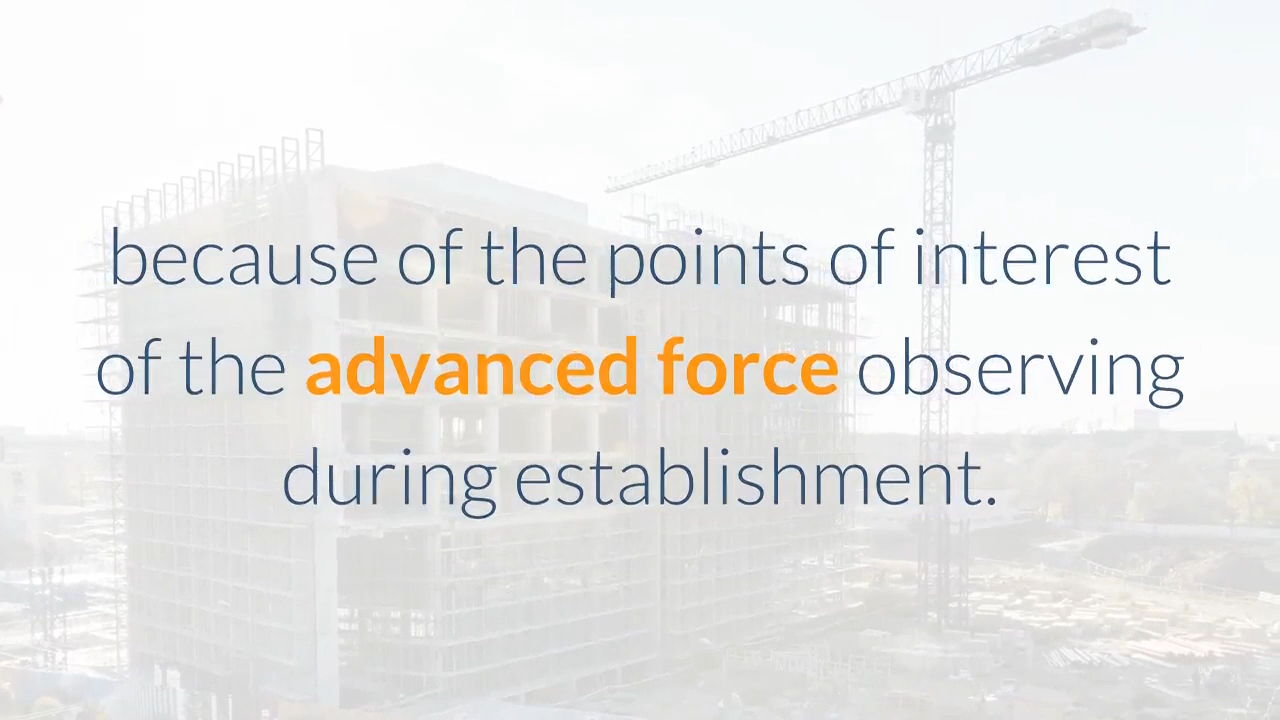 because of the points of interest
of the advanced force observing
during establishment.